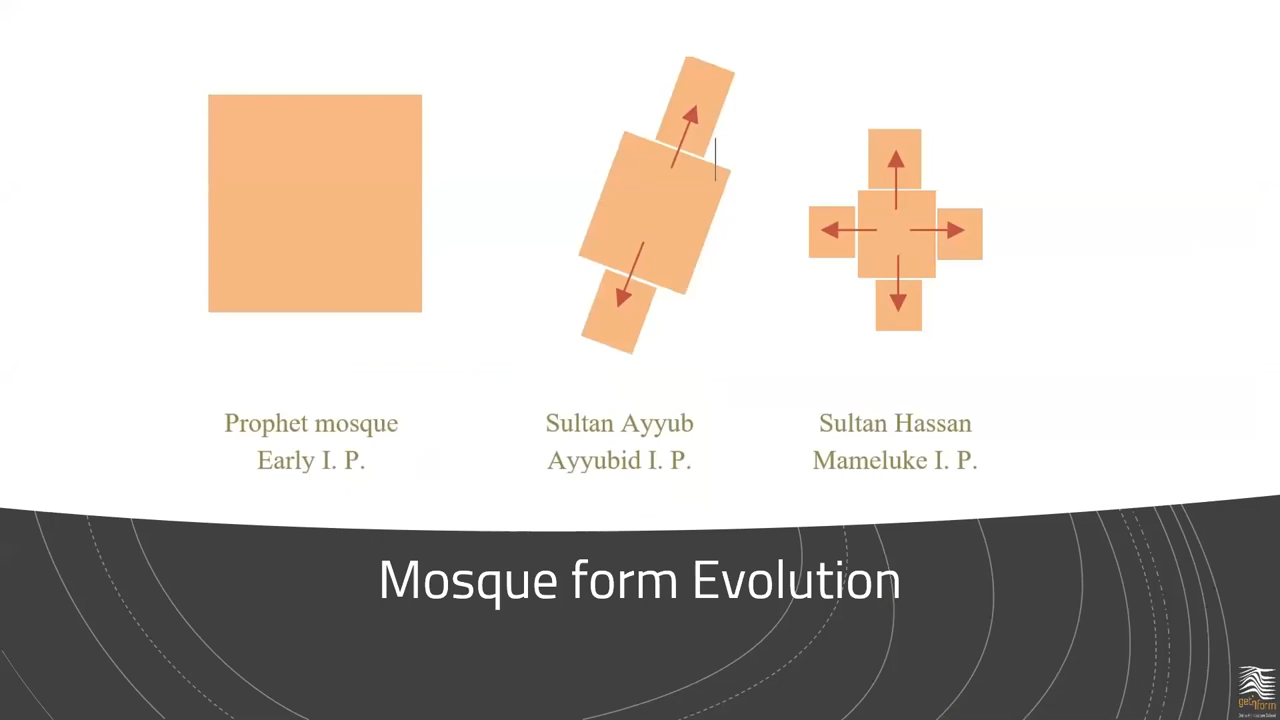 Prophet mosque
Early I. P.
Sultan Ayyub
Ayyubid I. P.
Sultan Hassan
Mameluke I. P.
Mosque form Evolution